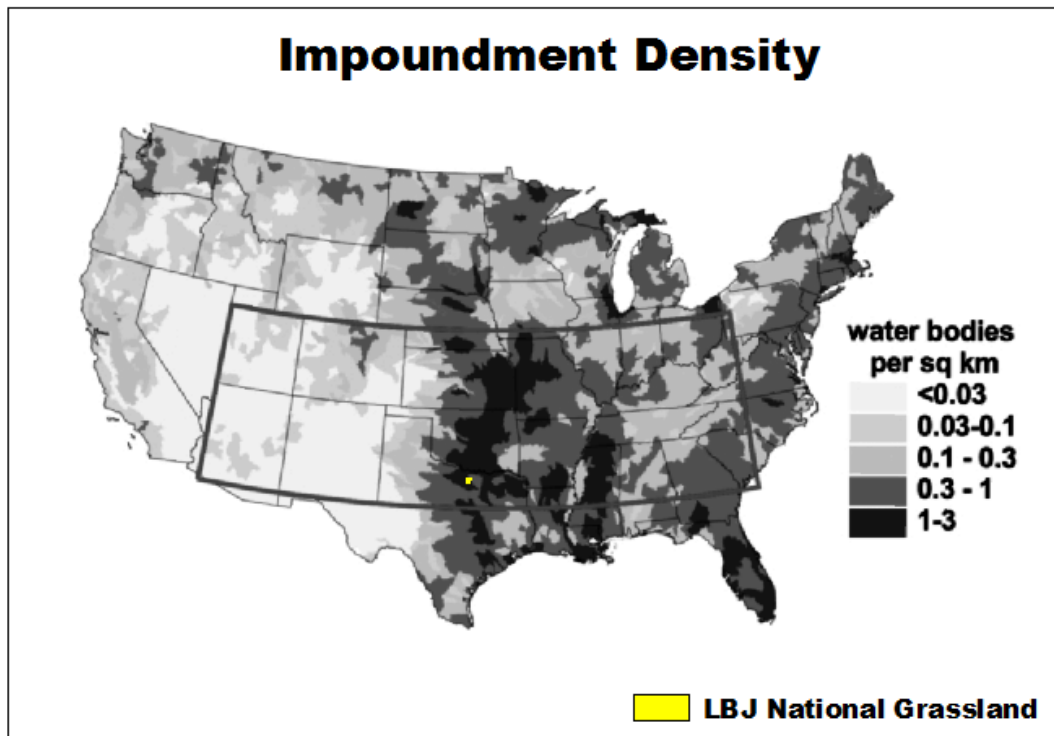 Impoundment Density
water bodies
per sq km
<0.03
0.03-0.1
0.1 - 0.3
0.3 - 1
1-3
LBJ National Grassland